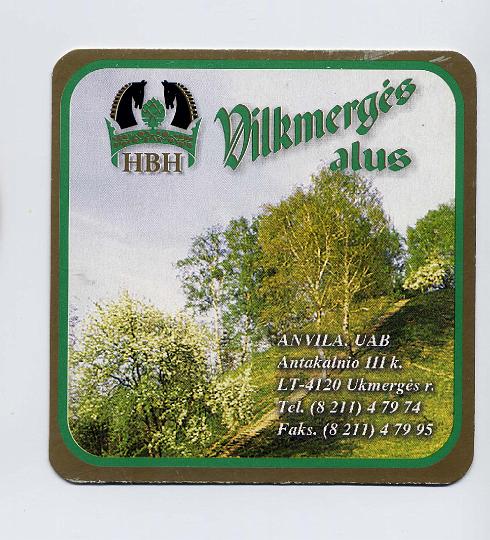 HBH
Vilkmergės
alus
ANVILA, UAB
Antakalnio III k.
LT-4120 Ukmergės r.
Tel. (8 211) 4 79 74
Faks. (8 211) 4 79 95